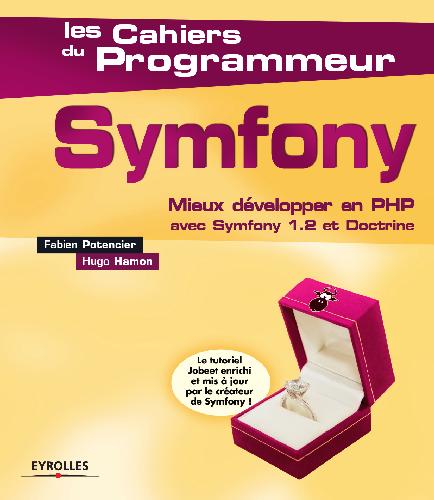 les Cahiers
du Programmeur
Symfony
Mieux développer en PHP
avec Symfony 1.2 et Doctrine
Fabien Potencier
Hugo Hamon
Le tutoriel
Jobeet enrichi
et mis à jour
par le créateur
de Symfony !
EYROLLES